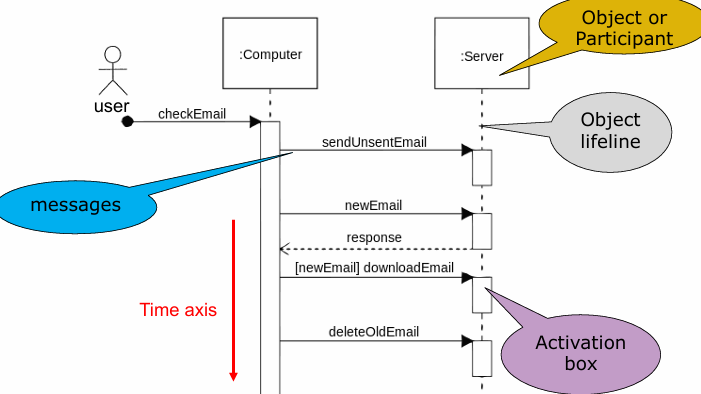 Object or
Participant
:Computer
:Server
user
checkEmail
Object
lifeline
sendUnsentEmail
messages
newEmail
response
[newEmail] downloadEmail
Time axis
deleteOldEmail
Activation
box